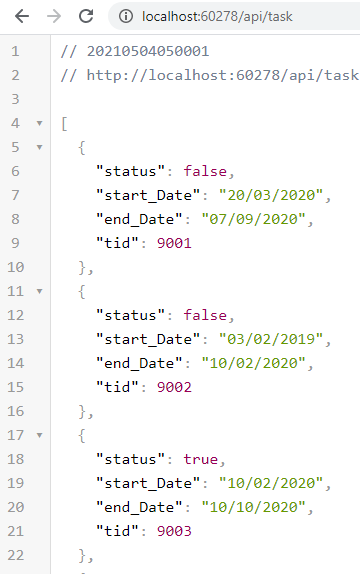 localhost:60278/api/task
1 // 20210504050001
2 // http://localhost:60278/api/task
3
4 [
5 {
6 "status": false,
7 "start_Date": "20/03/2020",
8 "end_Date": "07/09/2020",
9 "tid": 9001
10 },
11 {
12 "status": false,
13 "start_Date": "03/02/2019",
14 "end_Date": "10/02/2020",
15 "tid": 9002
16 },
17 {
18 "status": true,
19 "start_Date": "10/02/2020",
20 "end_Date": "10/10/2020",
21 "tid": 9003
22 },